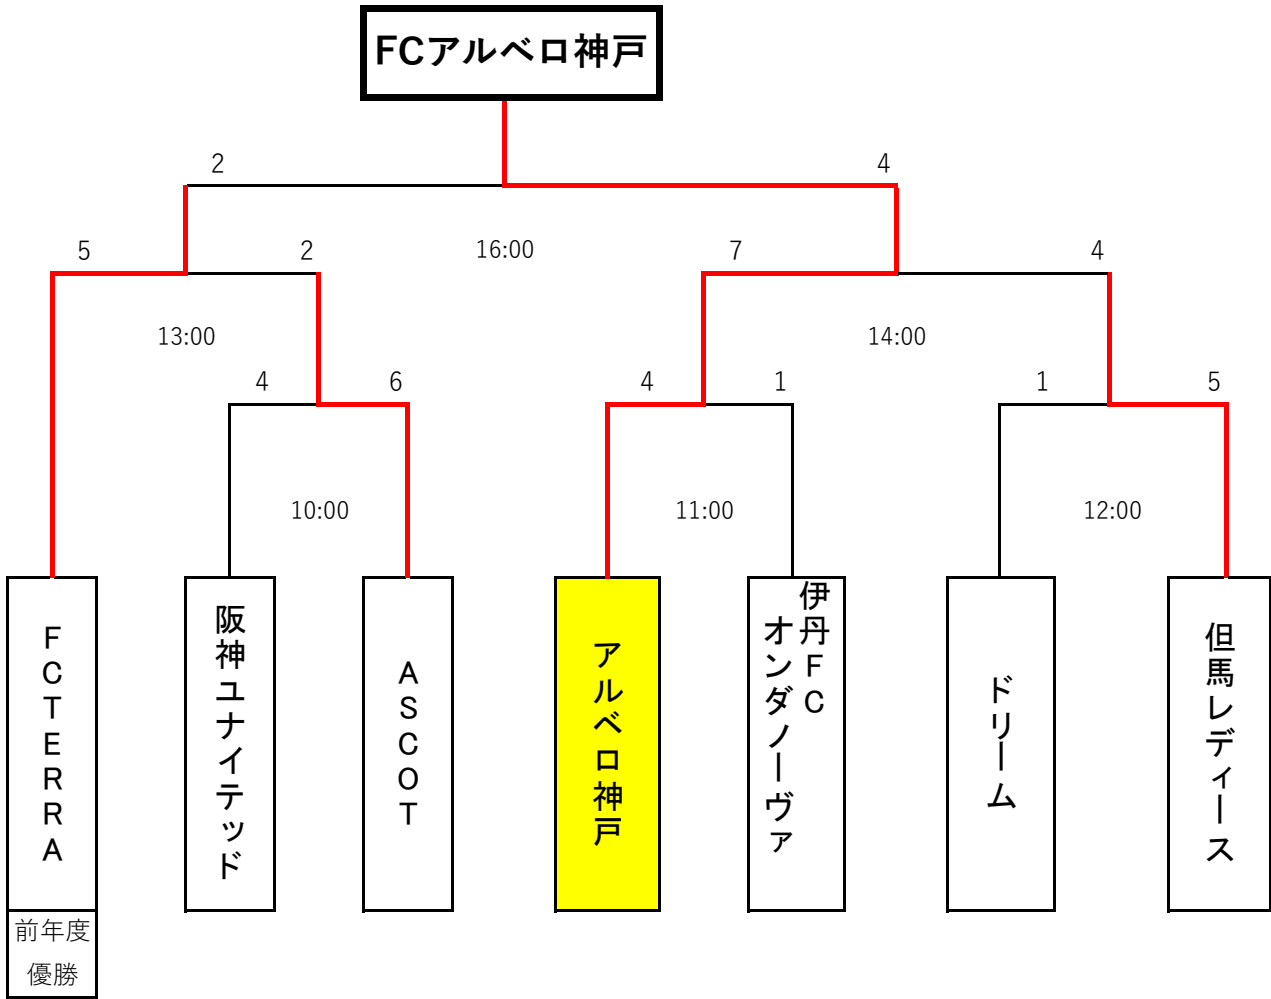 FCアルベロ神戸
2
4
5
2
16:00
7
4
13:00
14:00
4
6
4
1
1
5
10:00
11:00
12:00
FCTERRA
阪神ユナイテッド
ASCOT
アルベロ神戸
伊丹FC
オンダノーヴァ
ドリーム
但馬レディース
前年度
優勝